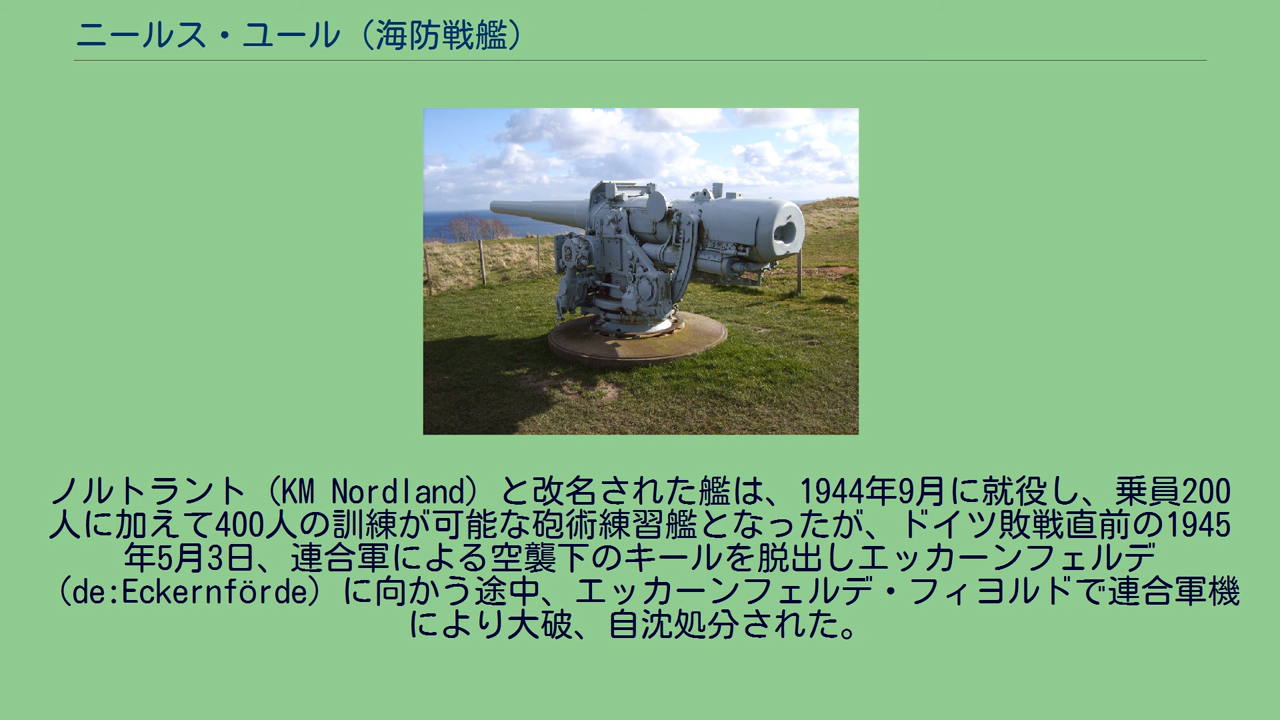 ニールス・ユール（海防戦艦）
ノルトラント（KM Nordland）と改名された艦は、1944年9月に就役し、乗員200
人に加えて400人の訓練が可能な砲術練習艦となったが、ドイツ敗戦直前の1945
年5月3日、連合軍による空襲下のキールを脱出しエッカーンフェルデ
（de:Eckernförde）に向かう途中、エッカーンフェルデ・フィヨルドで連合軍機
により大破、自沈処分された。